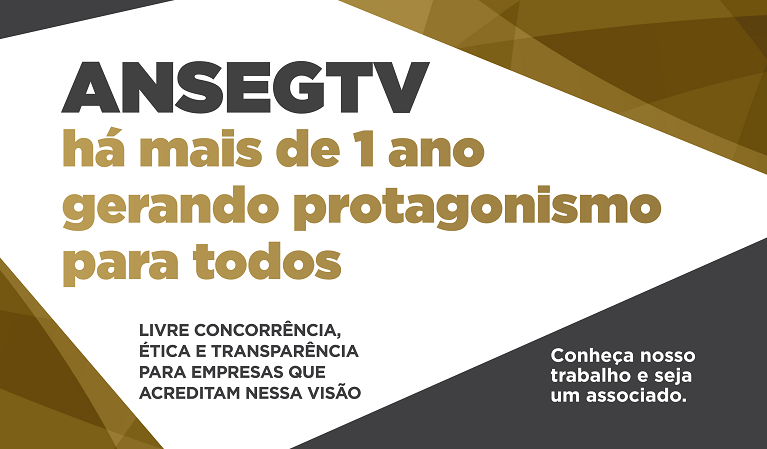 ANSEGTV
há mais de 1 ano
gerando protagonismo
para todos
LIVRE CONCORRÊNCIA,
ÉTICA E TRANSPARÊNCIA
PARA EMPRESAS QUE
ACREDITAM NESSA VISÃO
Conheça nosso
trabalho e seja
um associado.